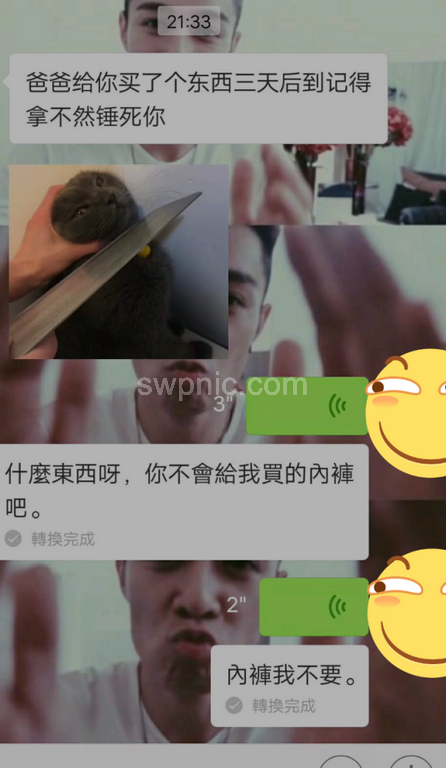 21:33
爸爸给你买了个东西三天后到记得
拿不然锤死你
swpnic.com
3"
什麼東西呀，你不會給我買的內褲
吧。
轉換完成
2"
內褲我不要。
轉換完成